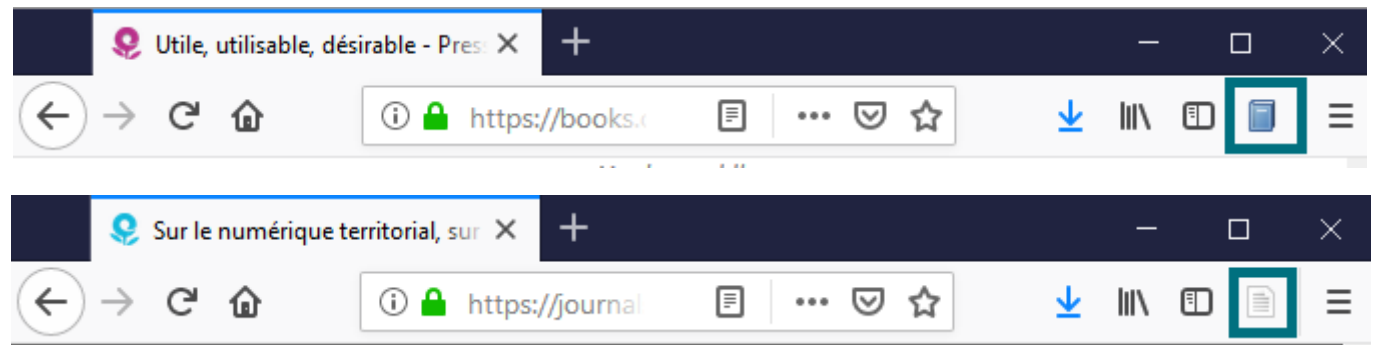 Utile, utilisable, désirable - Pres
https://books.
Sur le numérique territorial, sur
https://journal